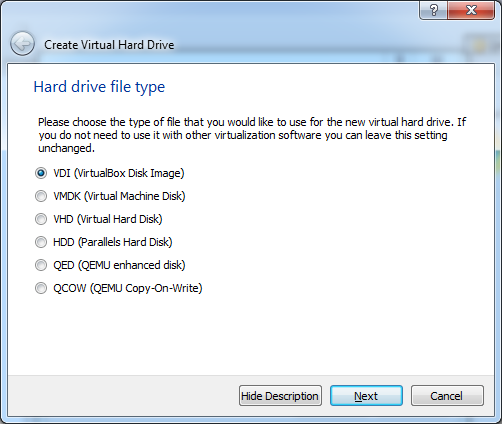 Create Virtual Hard Drive
Hard drive file type
Please choose the type of file that you would like to use for the new virtual hard drive. If
you do not need to use it with other virtualization software you can leave this setting
unchanged.
VDI (VirtualBox Disk Image)
VMDK (Virtual Machine Disk)
VHD (Virtual Hard Disk)
HDD (Parallels Hard Disk)
QED (QEMU enhanced disk)
QCOW (QEMU Copy-On-Write)
Hide Description Next Cancel